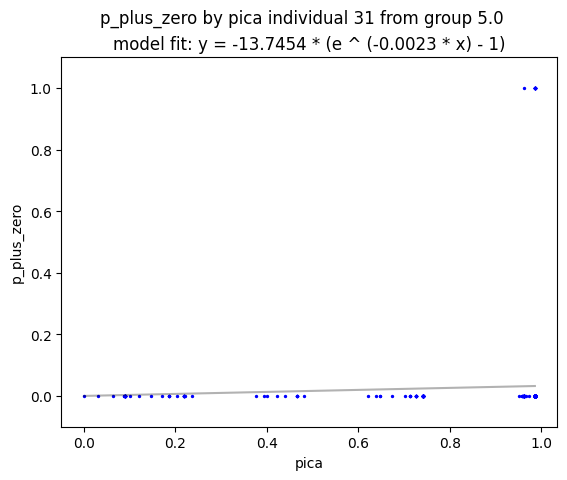 p_plus_zero by pica individual 31 from group 5.0
model fit: y = -13.7454 * (e ^ (-0.0023 * x) - 1)
1.0
0.8
0.6
0.4
0.2
0.0
p_plus_zero
0.0 0.2 0.4 0.6 0.8 1.0
pica